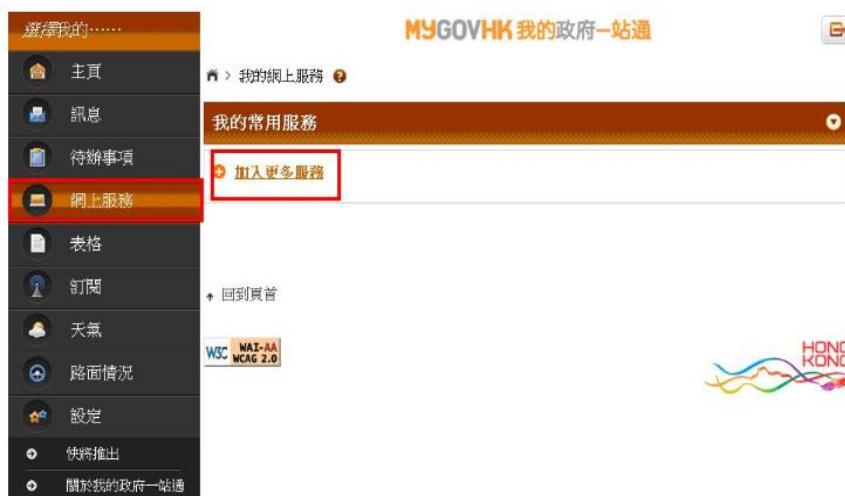 選擇我的……
主頁
訊息
待辦事項
網上服務
表格
訂閱
天氣
路面情況
設定
快將推出
關於我的政府一站通
MYGOVHK 我的政府一站通
> 我的網上服務
我的常用服務
加入更多服務
回到頁首
W3C WAI-AA
WCAG 2.0
HONG
KONG